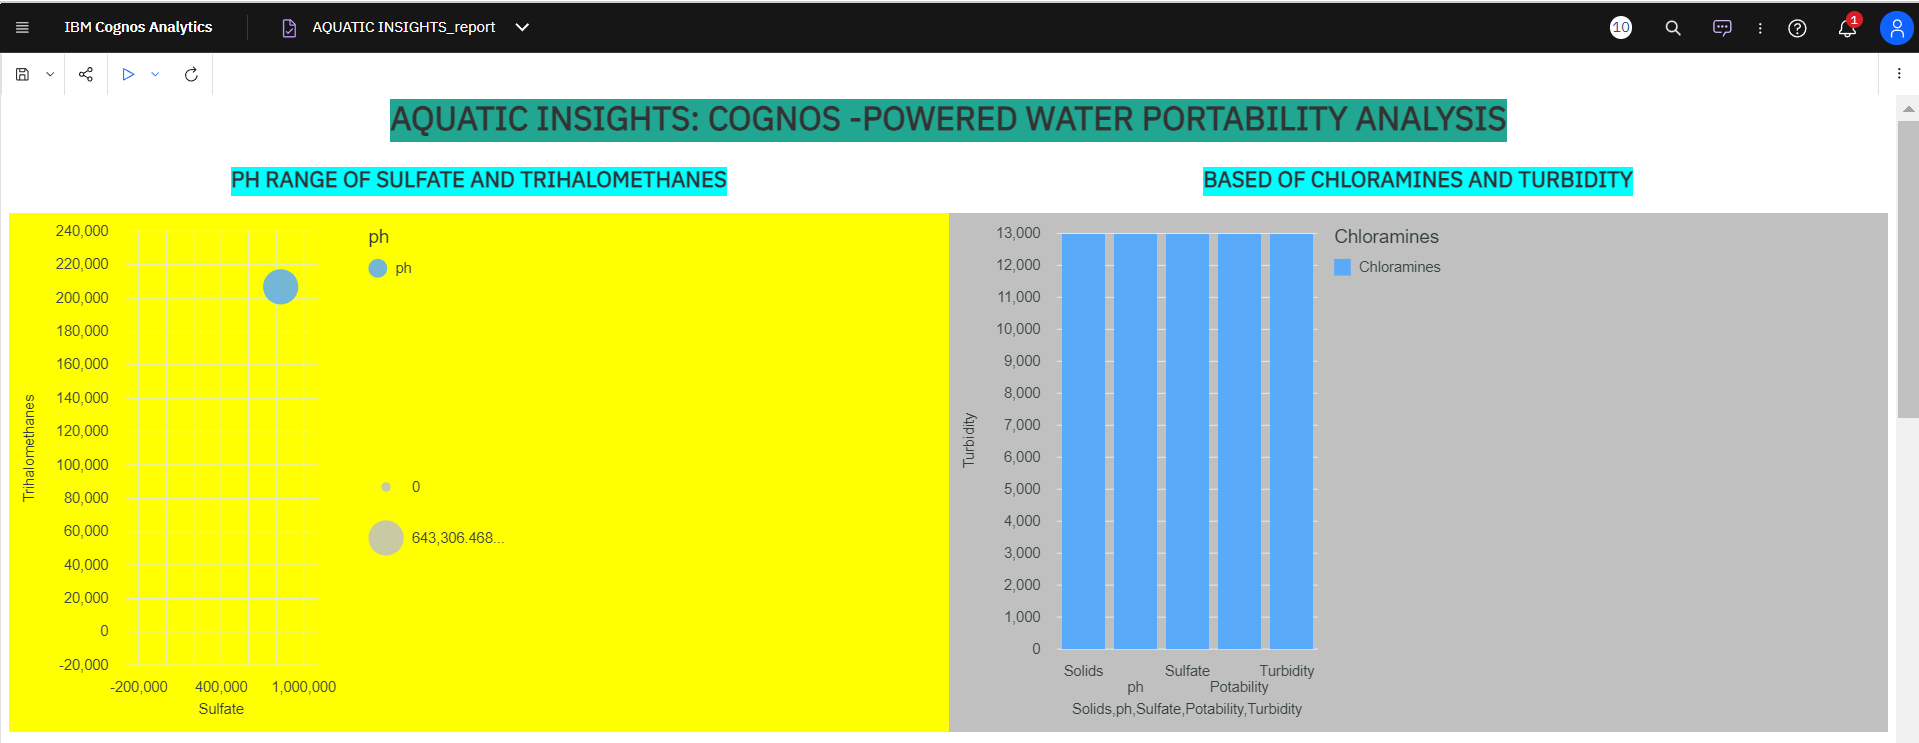 IBM Cognos Analytics
AQUATIC INSIGHTS_report
10
1
AQUATIC INSIGHTS: COGNOS -POWERED WATER PORTABILITY ANALYSIS
PH RANGE OF SULFATE AND TRIHALOMETHANES
BASED OF CHLORAMINES AND TURBIDITY
240,000
220,000
200,000
180,000
160,000
140,000
120,000
100,000
80,000
60,000
40,000
20,000
0
-20,000
Trihalomethanes
-200,000 400,000 1,000,000
Sulfate
ph
ph
0
643,306.468...
13,000
12,000
11,000
10,000
9,000
8,000
7,000
6,000
5,000
4,000
3,000
2,000
1,000
0
Turbidity
Solids Sulfate Turbidity
ph Potability
Solids,ph,Sulfate,Potability,Turbidity
Chloramines
Chloramines